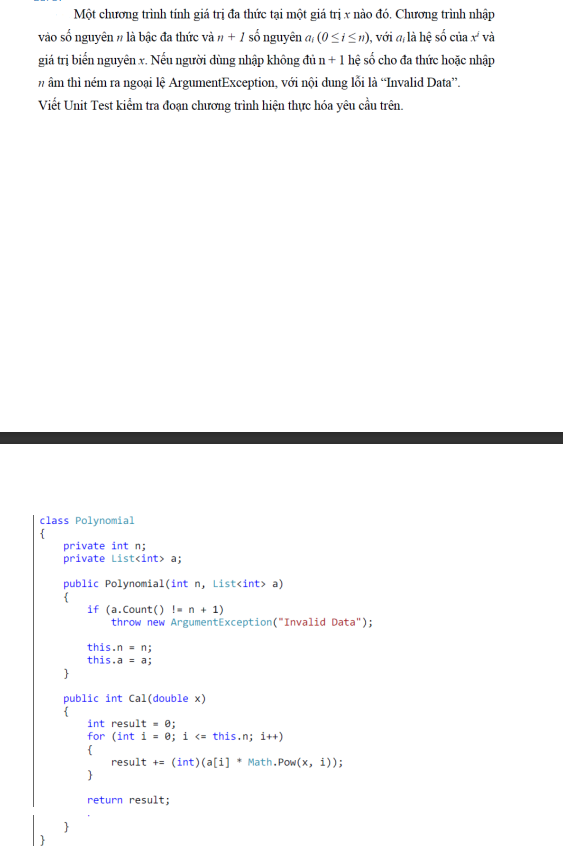 Một chương trình tính giá trị đa thức tại một giá trị x nào đó. Chương trình nhập
vào số nguyên n là bậc đa thức và n + 1 số nguyên aᵢ (0 ≤ i ≤ n), với aᵢ là hệ số của xⁱ và
giá trị biến nguyên x. Nếu người dùng nhập không đủ n + 1 hệ số cho đa thức hoặc nhập
n âm thì ném ra ngoại lệ ArgumentException, với nội dung lỗi là “Invalid Data”.
Viết Unit Test kiểm tra đoạn chương trình hiện thực hóa yêu cầu trên.
class Polynomial
{
    private int n;
    private List<int> a;
    public Polynomial(int n, List<int> a)
    {
        if (a.Count() != n + 1)
            throw new ArgumentException("Invalid Data");
        this.n = n;
        this.a = a;
    }
    public int Cal(double x)
    {
        int result = 0;
        for (int i = 0; i <= this.n; i++)
        {
            result += (int)(a[i] * Math.Pow(x, i));
        }
        return result;
    }
}